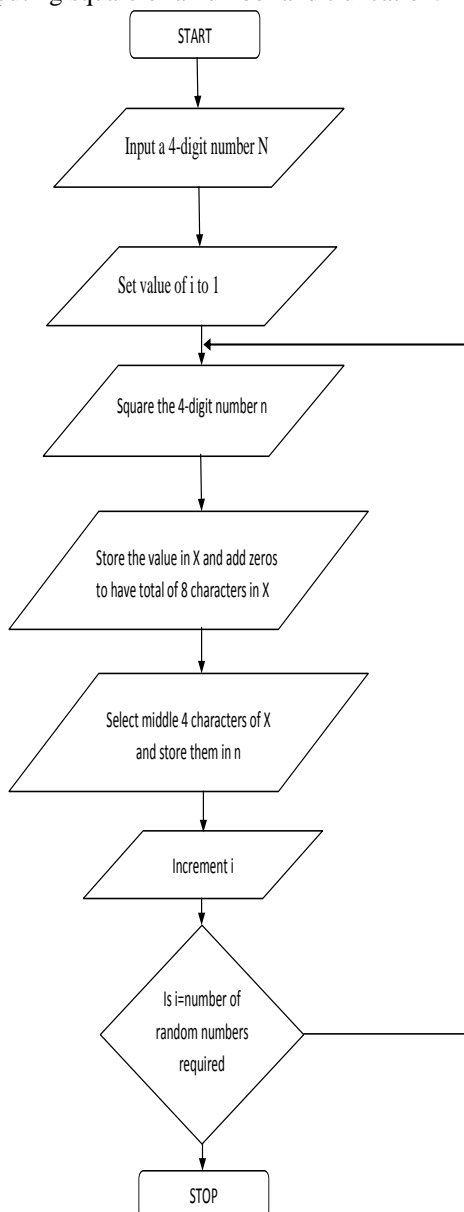 START
Input a 4-digit number N
Set value of i to 1
Square the 4-digit number n
Store the value in X and add zeros
to have total of 8 characters in X
Select middle 4 characters of X
and store them in n
Increment i
Is i=number of
random numbers
required
STOP